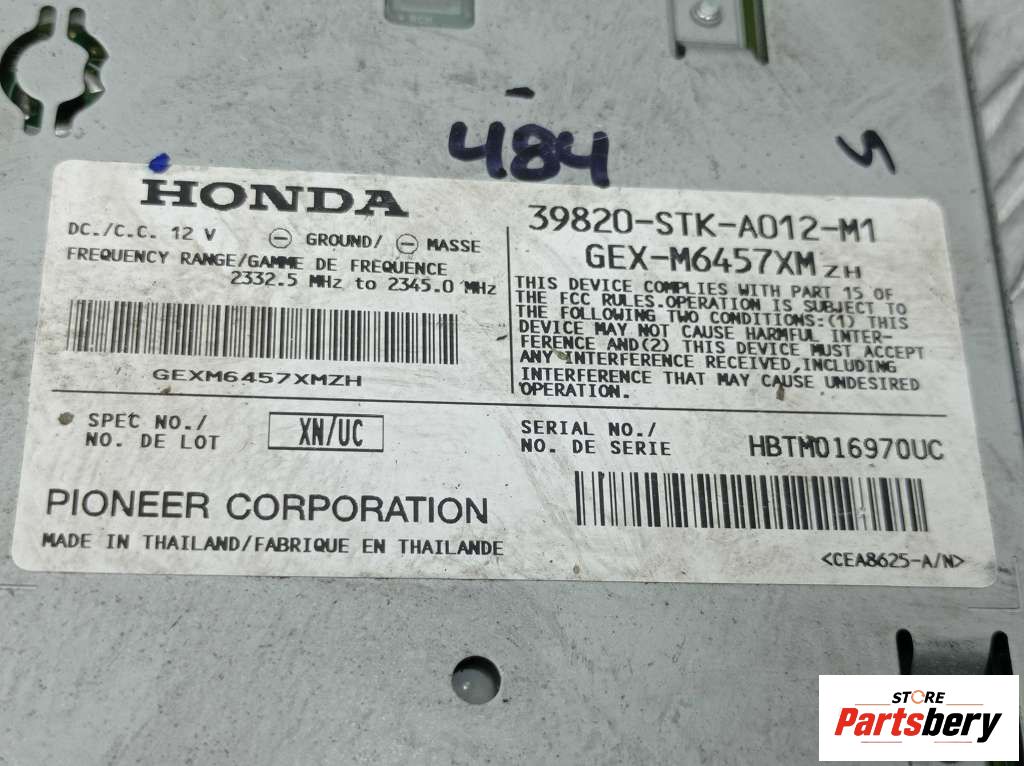 484
HONDA
DC./C.C. 12 V ⊖ GROUND/ ⊖ MASSE
FREQUENCY RANGE/GAMME DE FREQUENCE
2332.5 MHz to 2345.0 MHz
GEXM6457XMZH
39820-STK-A012-M1
GEX-M6457XM ZH
THIS DEVICE COMPLIES WITH PART 15 OF
THE FCC RULES.OPERATION IS SUBJECT TO
THE FOLLOWING TWO CONDITIONS:(1) THIS
DEVICE MAY NOT CAUSE HARMFUL INTER-
FERENCE AND(2) THIS DEVICE MUST ACCEPT
ANY INTERFERENCE RECEIVED,INCLUDING
INTERFERENCE THAT MAY CAUSE UNDESIRED
OPERATION.
SPEC NO./
NO. DE LOT
XN/UC
SERIAL NO./
NO. DE SERIE
HBTM016970UC
PIONEER CORPORATION
MADE IN THAILAND/FABRIQUE EN THAILANDE
<CEA8625-A/N>
STORE
Partsbery